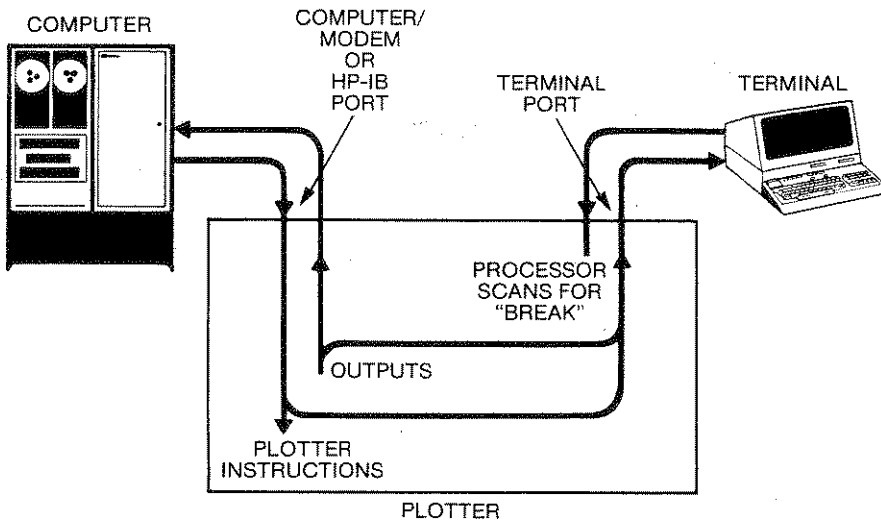 COMPUTER
COMPUTER/
MODEM
OR
HP-IB
PORT
TERMINAL
PORT
TERMINAL
PROCESSOR
SCANS FOR
“BREAK”
OUTPUTS
PLOTTER
INSTRUCTIONS
PLOTTER